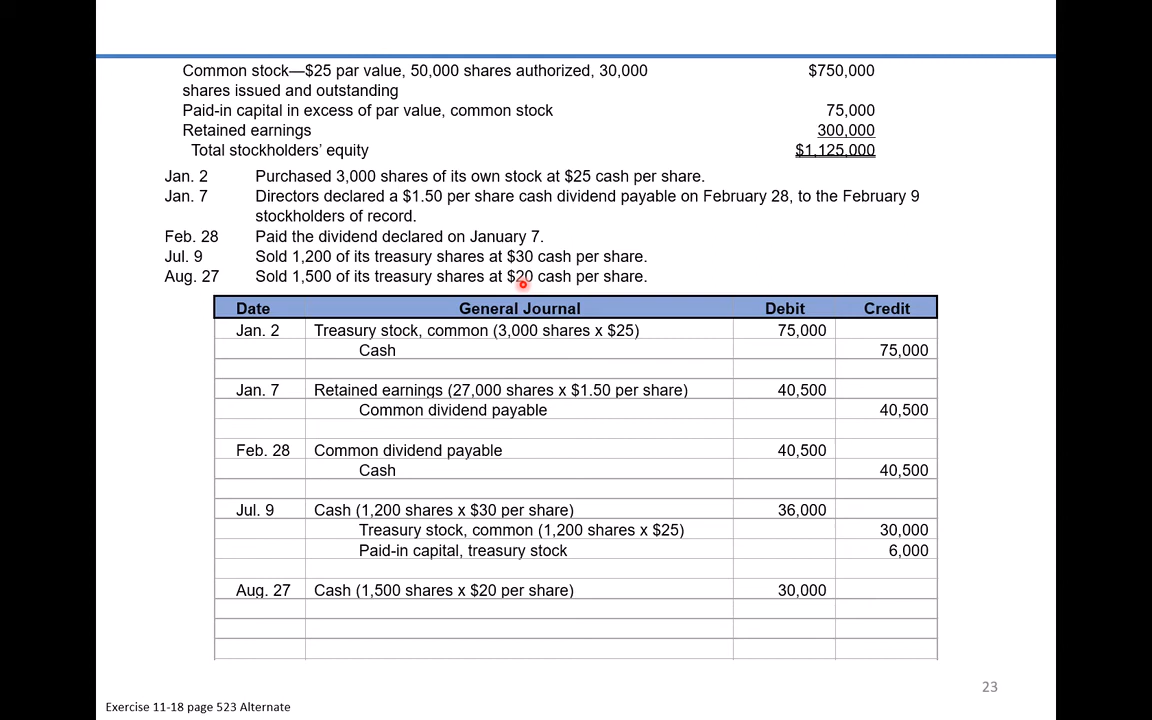 Common stock—$25 par value, 50,000 shares authorized, 30,000 $750,000
shares issued and outstanding
Paid-in capital in excess of par value, common stock 75,000
Retained earnings 300,000
Total stockholders’ equity $1,125,000
Jan. 2 Purchased 3,000 shares of its own stock at $25 cash per share.
Jan. 7 Directors declared a $1.50 per share cash dividend payable on February 28, to the February 9
stockholders of record.
Feb. 28 Paid the dividend declared on January 7.
Jul. 9 Sold 1,200 of its treasury shares at $30 cash per share.
Aug. 27 Sold 1,500 of its treasury shares at $20 cash per share.
Date General Journal Debit Credit
Jan. 2 Treasury stock, common (3,000 shares x $25) 75,000
Cash 75,000
Jan. 7 Retained earnings (27,000 shares x $1.50 per share) 40,500
Common dividend payable 40,500
Feb. 28 Common dividend payable 40,500
Cash 40,500
Jul. 9 Cash (1,200 shares x $30 per share) 36,000
Treasury stock, common (1,200 shares x $25) 30,000
Paid-in capital, treasury stock 6,000
Aug. 27 Cash (1,500 shares x $20 per share) 30,000
23
Exercise 11-18 page 523 Alternate